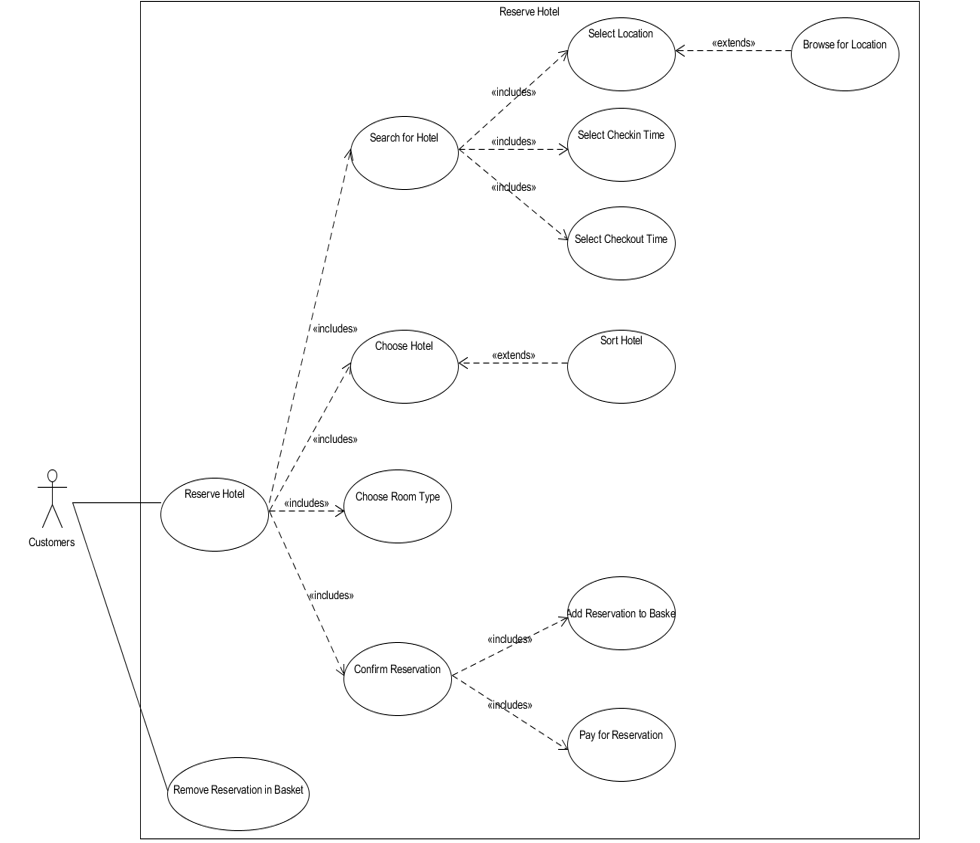 Reserve Hotel
Select Location
«extends»
Browse for Location
«includes»
Search for Hotel
«includes»
Select Checkin Time
«includes»
Select Checkout Time
«includes»
Choose Hotel
«extends»
Sort Hotel
«includes»
Reserve Hotel
«includes»
Choose Room Type
Customers
«includes»
Add Reservation to Baske
«includes»
Confirm Reservation
«includes»
Pay for Reservation
Remove Reservation in Basket